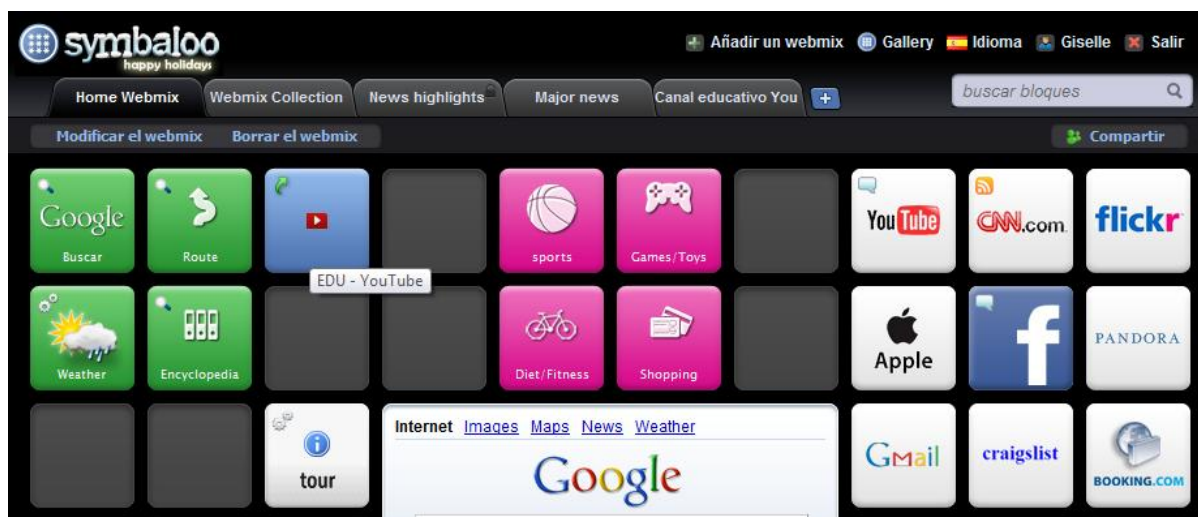 symbaloo
happy holidays
Añadir un webmix Gallery Idioma Giselle Salir
Home Webmix Webmix Collection News highlights Major news Canal educativo You
buscar bloques
Modificar el webmix Borrar el webmix Compartir
Google
Buscar
Route
sports
Games/Toys
You Tube
CNN.com
flickr
EDU - YouTube
Weather
Encyclopedia
Diet/Fitness
Shopping
Apple
f
PANDORA
tour
Internet Images Maps News Weather
Google
Gmail
craigslist
BOOKING.COM